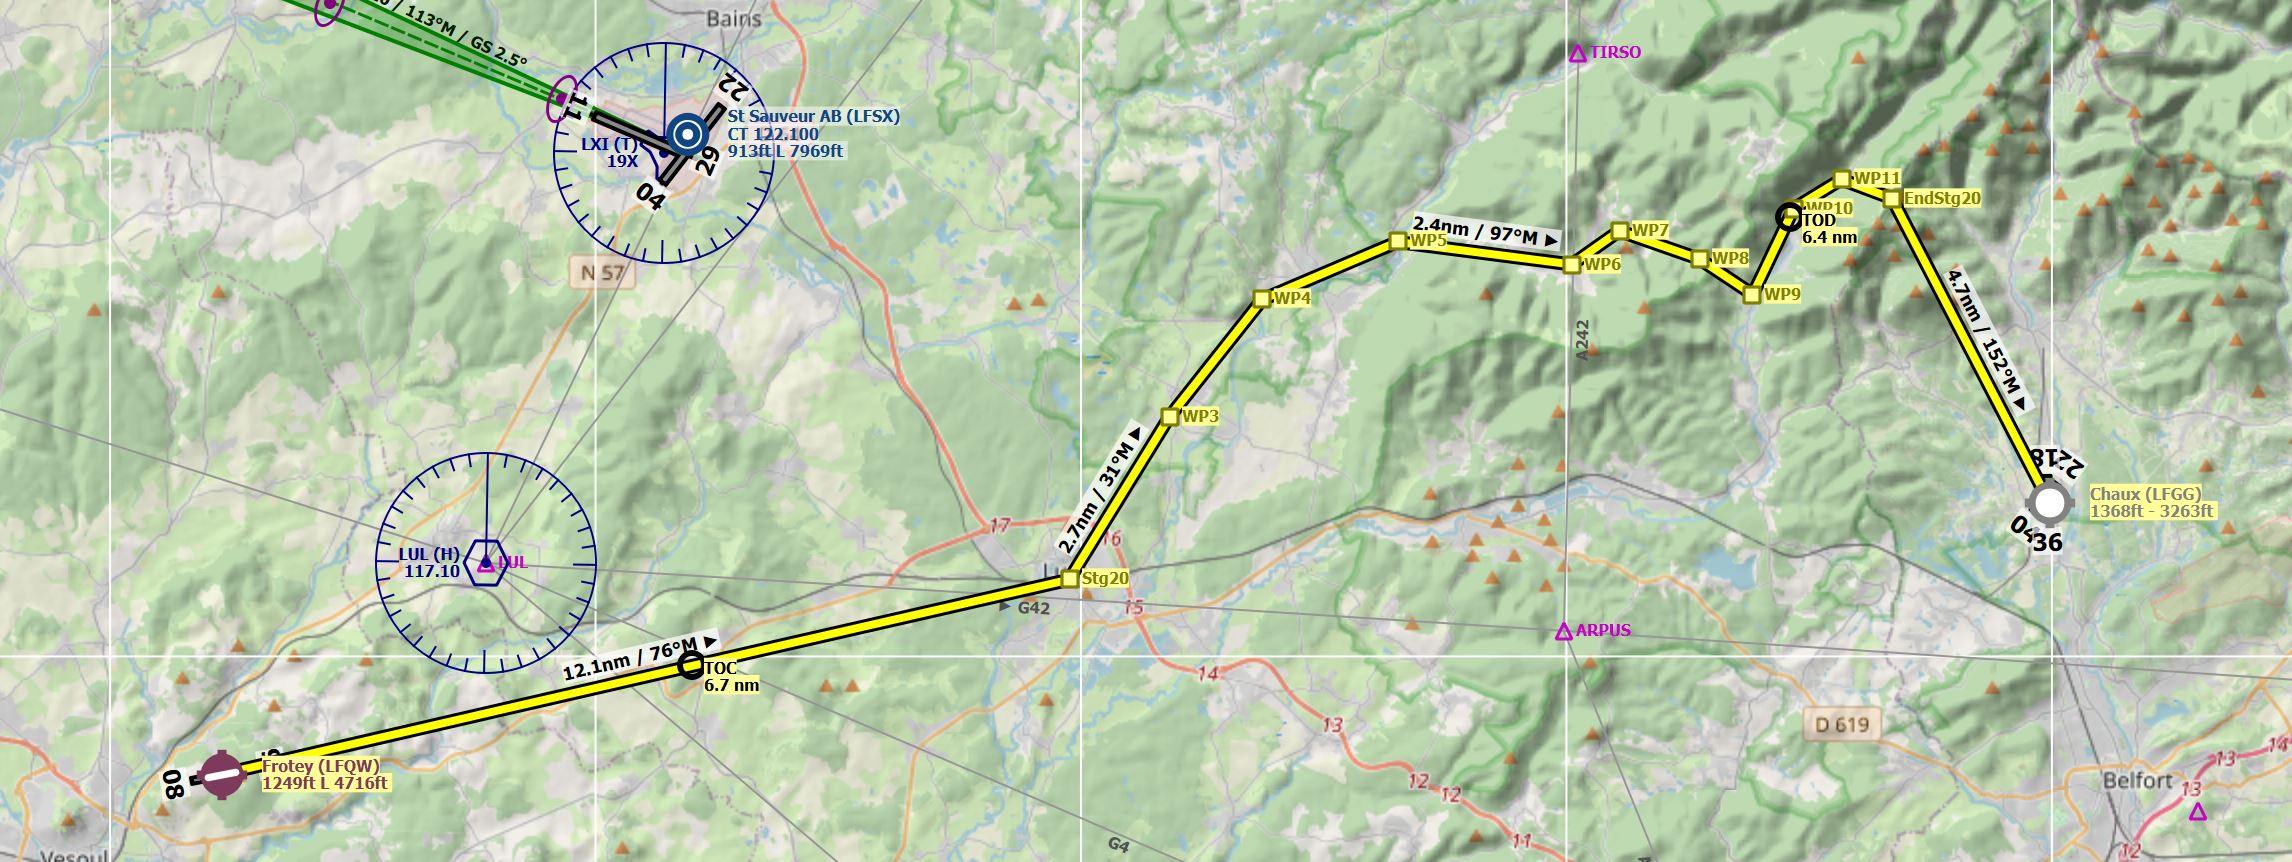 Bains
/ 113°M / GS 2.5°
TIRSO
11
22
St Sauveur AB (LFSX)
CT 122.100
913ft L 7969ft
LXI (T)
19X
29
04
WP11
EndStg20
WP10
TOD
6.4 nm
WP5
2.4nm / 97°M ►
WP7
WP8
WP6
N 57
WP9
WP4
4.7nm / 152°M ►
A242
WP3
2.7nm / 31°M ►
18
22
Chaux (LFGG)
1368ft - 3263ft
04
36
17
16
LUL (H)
117.10
LUL
Stg20
G42
15
ARPUS
12.1nm / 76°M ►
TOC
6.7 nm
14
13
D 619
14
13
Frotey (LFQW)
1249ft L 4716ft
08
12
12
Belfort
13
11
G4
12
Vesoul